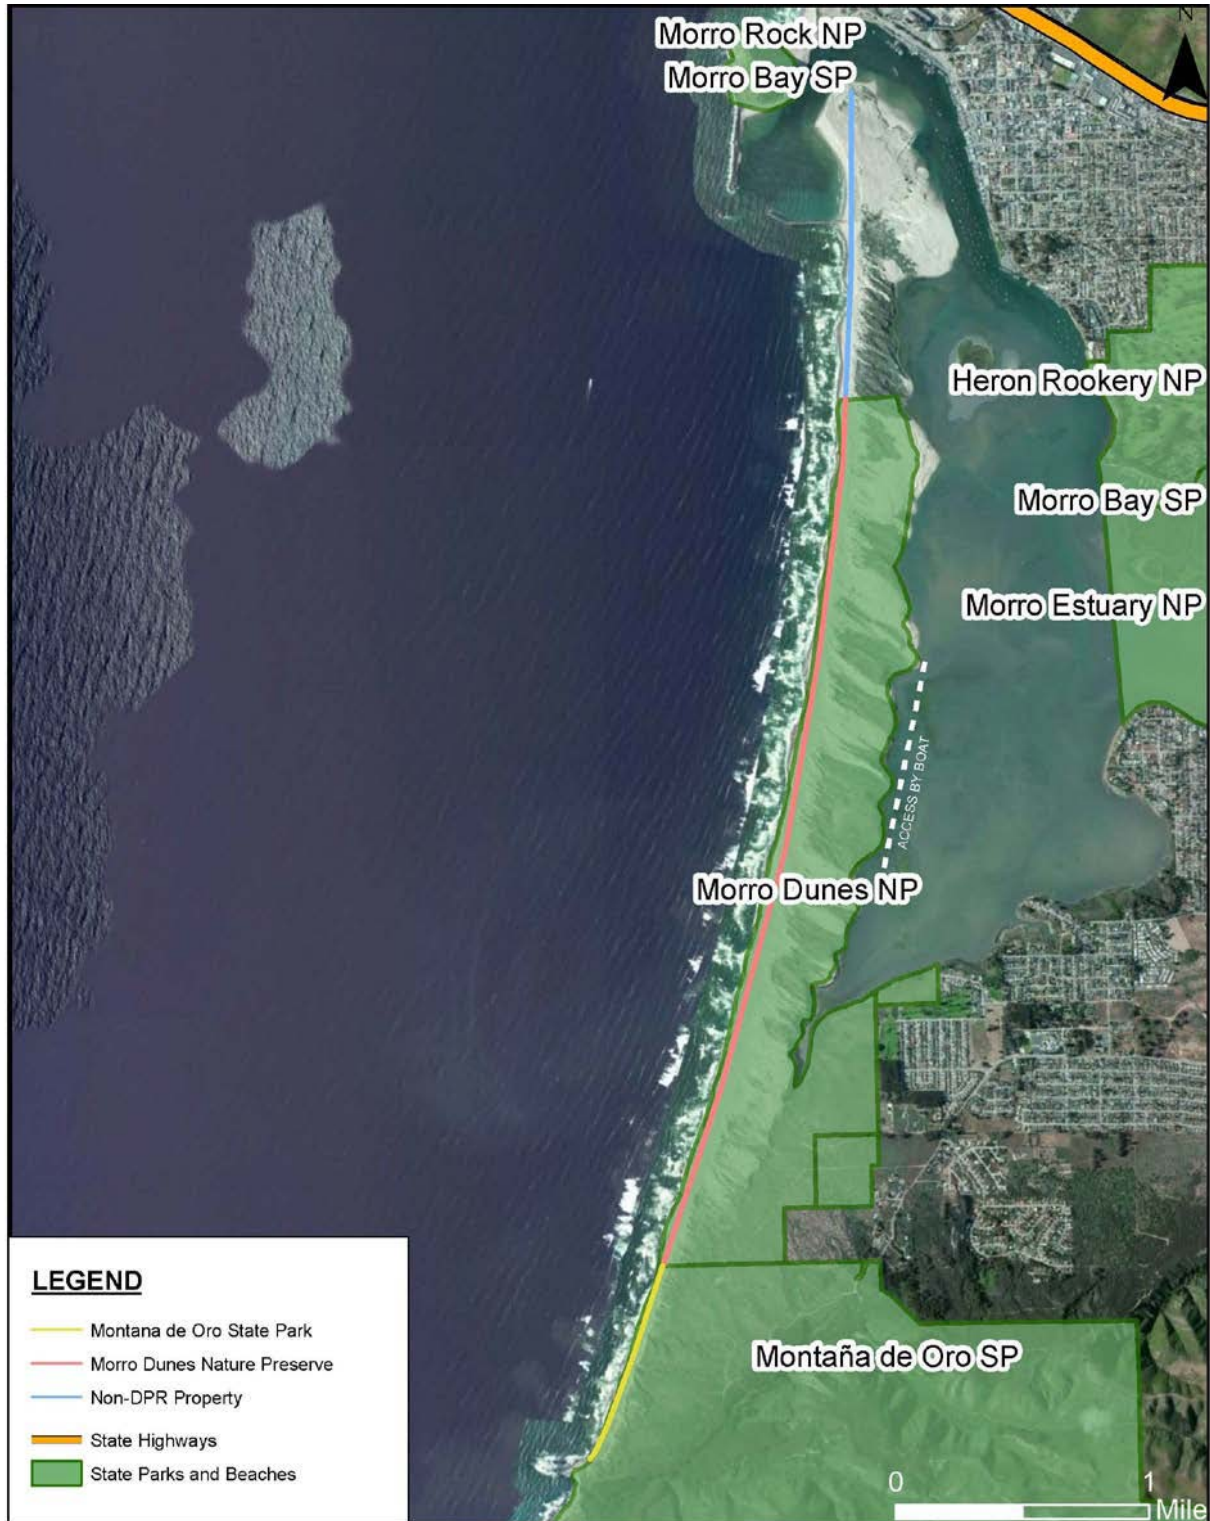 N
Morro Rock NP
Morro Bay SP
Heron Rookery NP
Morro Bay SP
Morro Estuary NP
ACCESS BY BOAT
Morro Dunes NP
Montaña de Oro SP
LEGEND
Montana de Oro State Park
Morro Dunes Nature Preserve
Non-DPR Property
State Highways
State Parks and Beaches
0 1
Mile